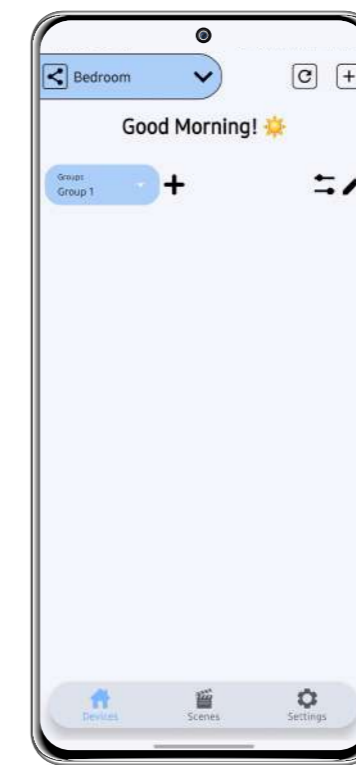 Bedroom
Good Morning! ☀️
Groups
Group 1
Devices
Scenes
Settings